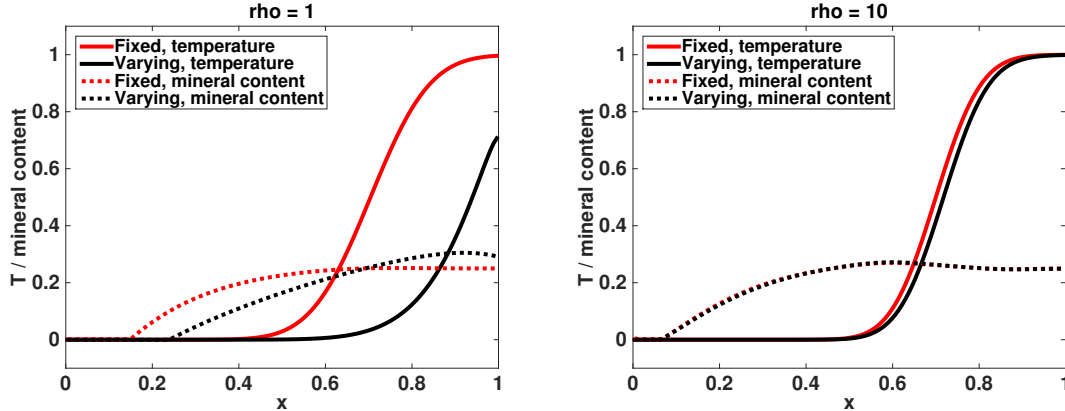 rho = 1
Fixed, temperature
Varying, temperature
Fixed, mineral content
Varying, mineral content
T / mineral content
1
0.8
0.6
0.4
0.2
0
0 0.2 0.4 0.6 0.8 1
x
rho = 10
Fixed, temperature
Varying, temperature
Fixed, mineral content
Varying, mineral content
T / mineral content
1
0.8
0.6
0.4
0.2
0
0 0.2 0.4 0.6 0.8 1
x